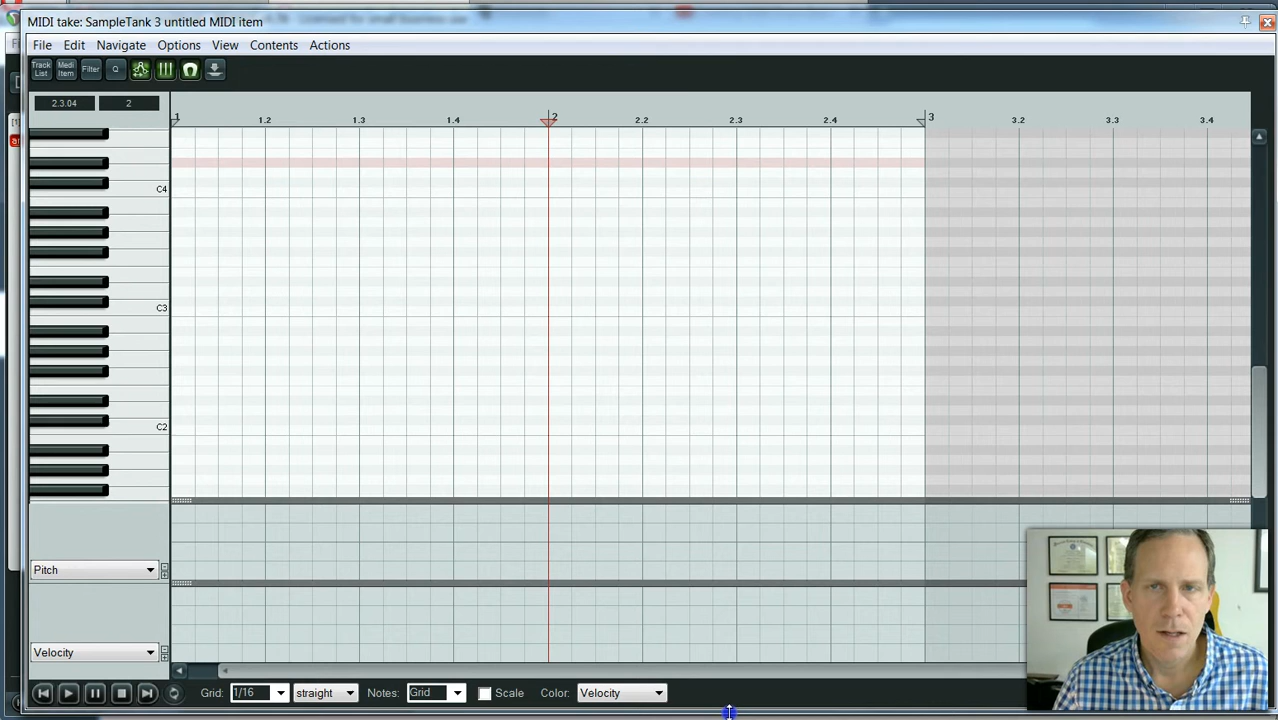 MIDI take: SampleTank 3 untitled MIDI item
File Edit Navigate Options View Contents Actions
Track List Medi Item Filter Q
2.3.04 2
1 1.2 1.3 1.4 2 2.2 2.3 2.4 3 3.2 3.3 3.4
C4
C3
C2
Pitch
Velocity
Grid: 1/16 straight Notes: Grid Scale Color: Velocity